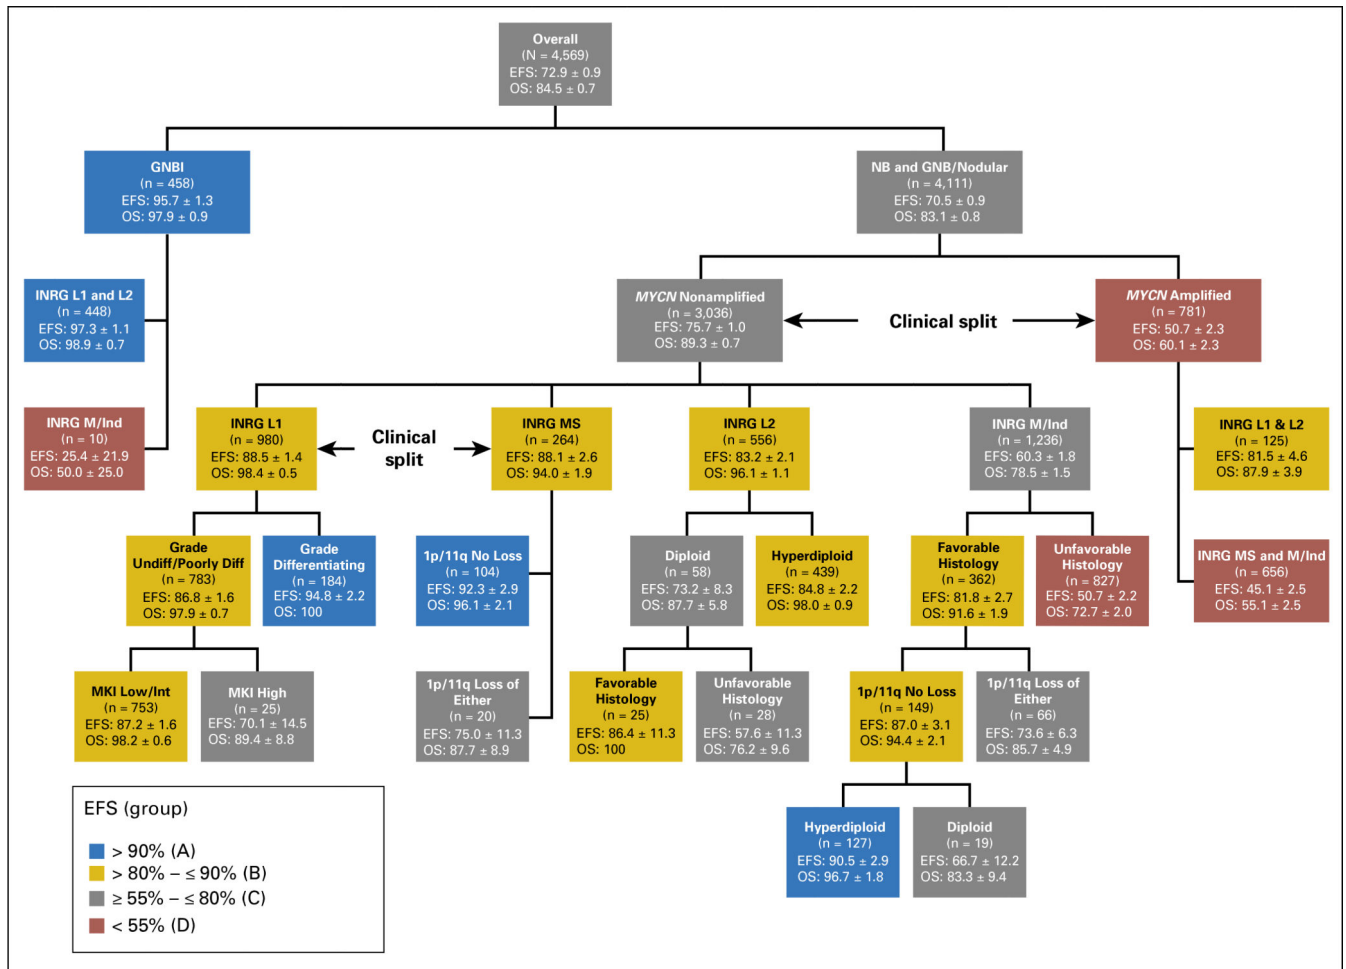 Overall
(N = 4,569)
EFS: 72.9 ± 0.9
OS: 84.5 ± 0.7
GNBI
(n = 458)
EFS: 95.7 ± 1.3
OS: 97.9 ± 0.9
NB and GNB/Nodular
(n = 4,111)
EFS: 70.5 ± 0.9
OS: 83.1 ± 0.8
INRG L1 and L2
(n = 448)
EFS: 97.3 ± 1.1
OS: 98.9 ± 0.7
MYCN Nonamplified
(n = 3,036)
EFS: 75.7 ± 1.0
OS: 89.3 ± 0.7
Clinical split
MYCN Amplified
(n = 781)
EFS: 50.7 ± 2.3
OS: 60.1 ± 2.3
INRG M/Ind
(n = 10)
EFS: 25.4 ± 21.9
OS: 50.0 ± 25.0
INRG L1
(n = 980)
EFS: 88.5 ± 1.4
OS: 98.4 ± 0.5
Clinical
split
INRG MS
(n = 264)
EFS: 88.1 ± 2.6
OS: 94.0 ± 1.9
INRG L2
(n = 556)
EFS: 83.2 ± 2.1
OS: 96.1 ± 1.1
INRG M/Ind
(n = 1,236)
EFS: 60.3 ± 1.8
OS: 78.5 ± 1.5
INRG L1 & L2
(n = 125)
EFS: 81.5 ± 4.6
OS: 87.9 ± 3.9
Grade
Undiff/Poorly Diff
(n = 783)
EFS: 86.8 ± 1.6
OS: 97.9 ± 0.7
Grade
Differentiating
(n = 184)
EFS: 94.8 ± 2.2
OS: 100
1p/11q No Loss
(n = 104)
EFS: 92.3 ± 2.9
OS: 96.1 ± 2.1
Diploid
(n = 58)
EFS: 73.2 ± 8.3
OS: 87.7 ± 5.8
Hyperdiploid
(n = 439)
EFS: 84.8 ± 2.2
OS: 98.0 ± 0.9
Favorable
Histology
(n = 362)
EFS: 81.8 ± 2.7
OS: 91.6 ± 1.9
Unfavorable
Histology
(n = 827)
EFS: 50.7 ± 2.2
OS: 72.7 ± 2.0
INRG MS and M/Ind
(n = 656)
EFS: 45.1 ± 2.5
OS: 55.1 ± 2.5
MKI Low/Int
(n = 753)
EFS: 87.2 ± 1.6
OS: 98.2 ± 0.6
MKI High
(n = 25)
EFS: 70.1 ± 14.5
OS: 89.4 ± 8.8
1p/11q Loss of
Either
(n = 20)
EFS: 75.0 ± 11.3
OS: 87.7 ± 8.9
Favorable
Histology
(n = 25)
EFS: 86.4 ± 11.3
OS: 100
Unfavorable
Histology
(n = 28)
EFS: 57.6 ± 11.3
OS: 76.2 ± 9.6
1p/11q No Loss
(n = 149)
EFS: 87.0 ± 3.1
OS: 94.4 ± 2.1
1p/11q Loss of
Either
(n = 66)
EFS: 73.6 ± 6.3
OS: 85.7 ± 4.9
Hyperdiploid
(n = 127)
EFS: 90.5 ± 2.9
OS: 96.7 ± 1.8
Diploid
(n = 19)
EFS: 66.7 ± 12.2
OS: 83.3 ± 9.4
EFS (group)
> 90% (A)
> 80% – ≤ 90% (B)
≥ 55% – ≤ 80% (C)
< 55% (D)